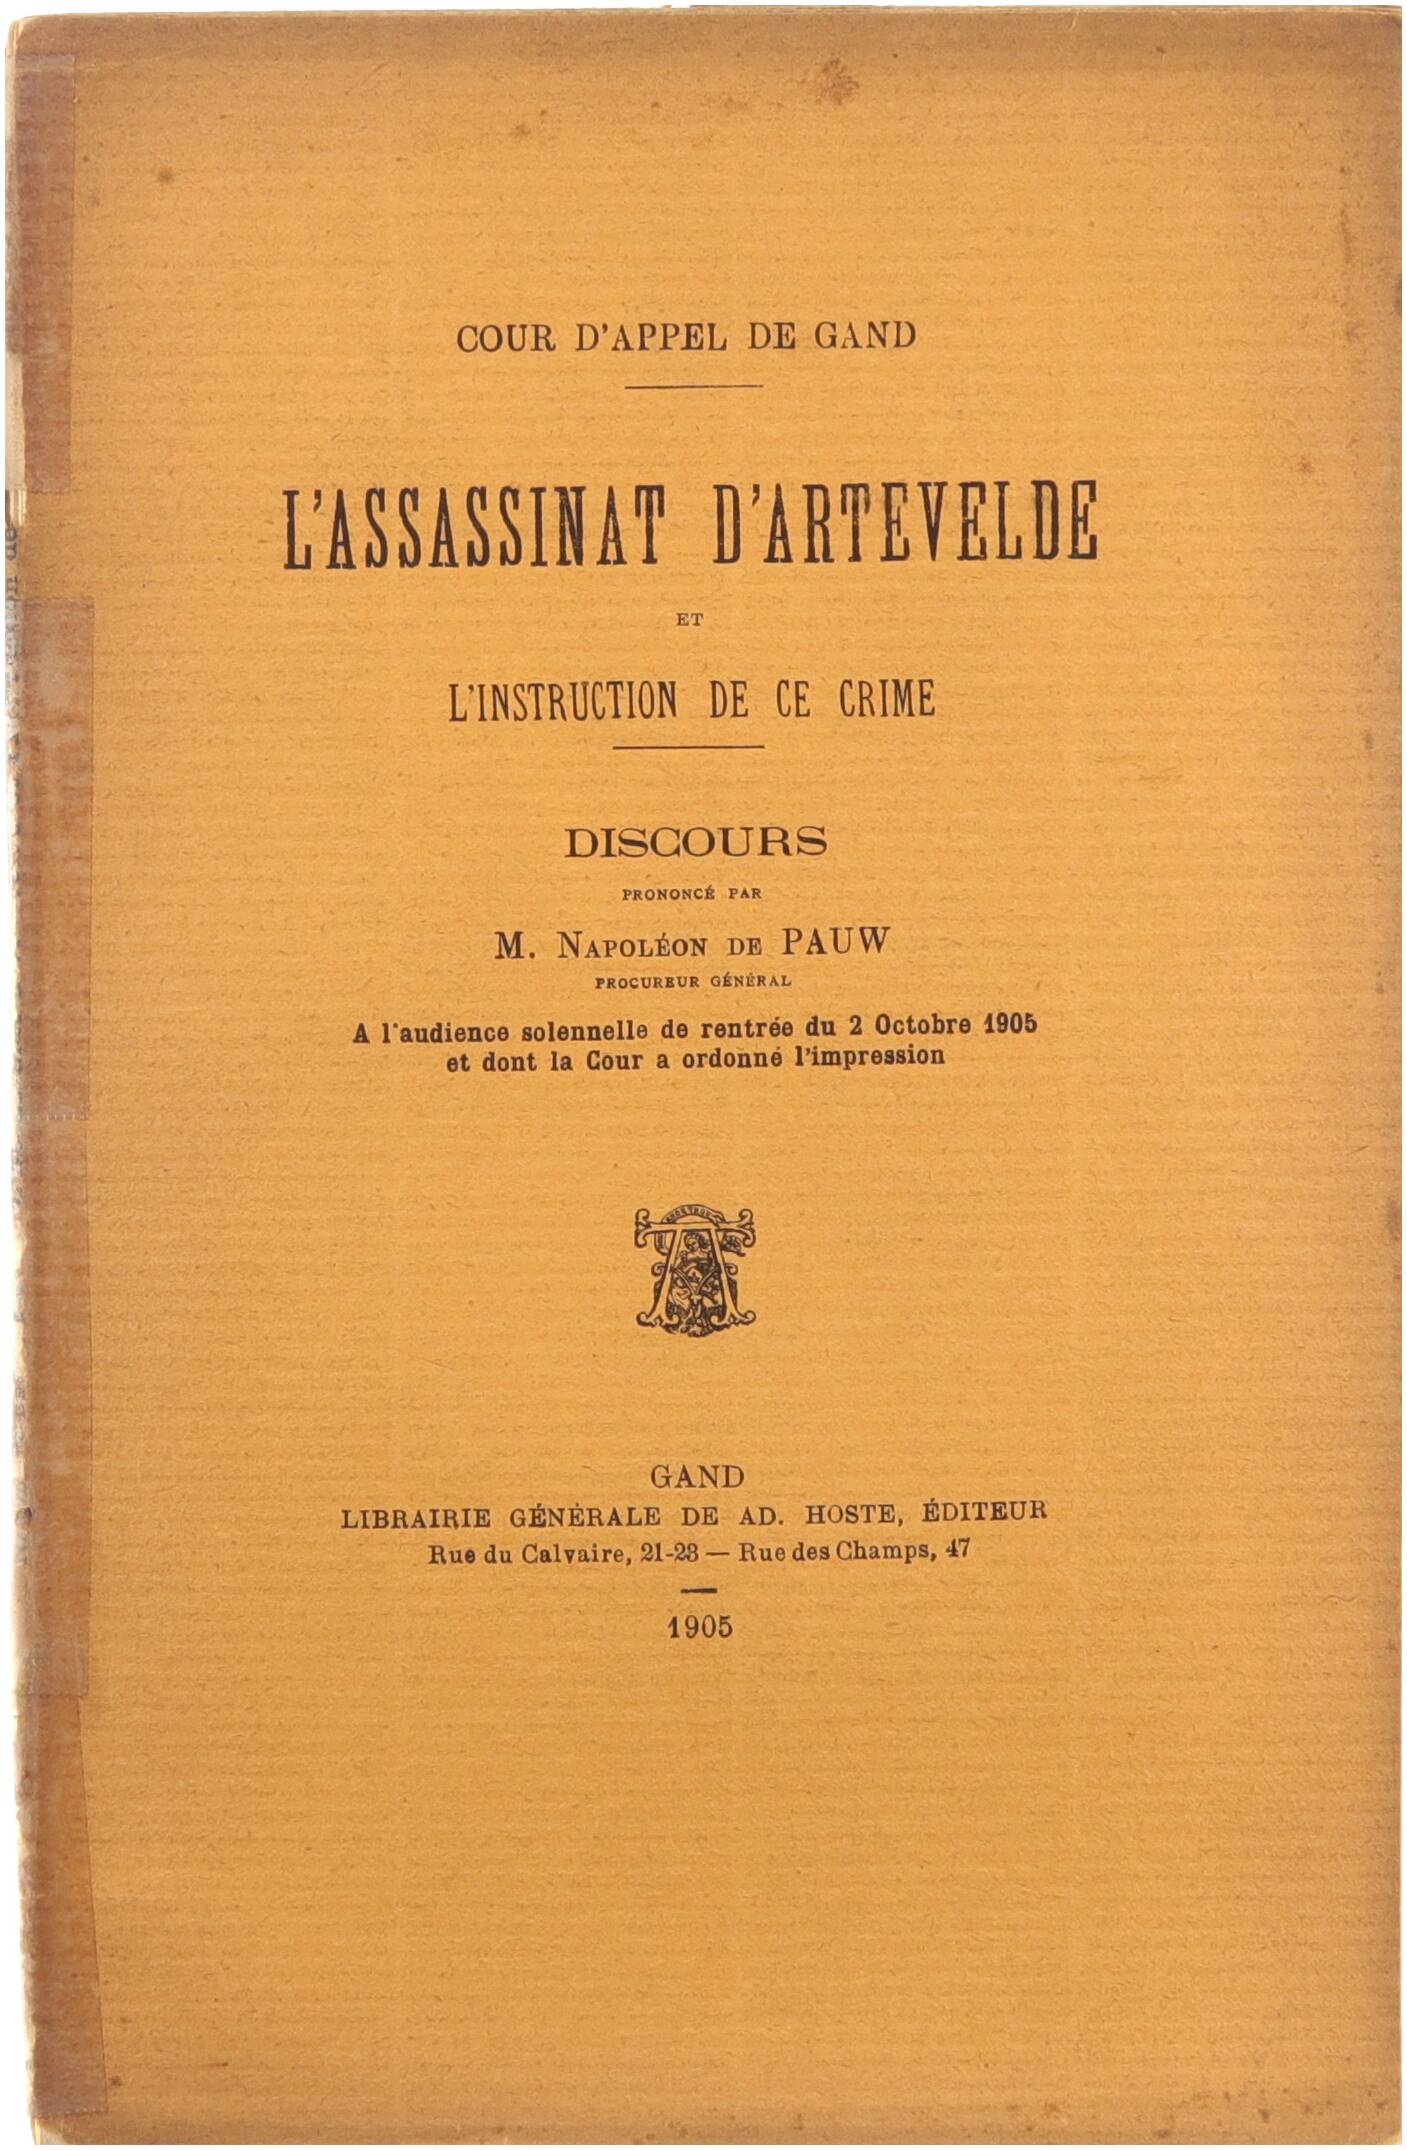 COUR D'APPEL DE GAND
L'ASSASSINAT D'ARTEVELDE
ET
L'INSTRUCTION DE CE CRIME
DISCOURS
PRONONCÉ PAR
M. NAPOLÉON DE PAUW
PROCUREUR GÉNÉRAL
A l'audience solennelle de rentrée du 2 Octobre 1905
et dont la Cour a ordonné l'impression
GAND
LIBRAIRIE GÉNÉRALE DE AD. HOSTE, ÉDITEUR
Rue du Calvaire, 21-23 — Rue des Champs, 47
1905